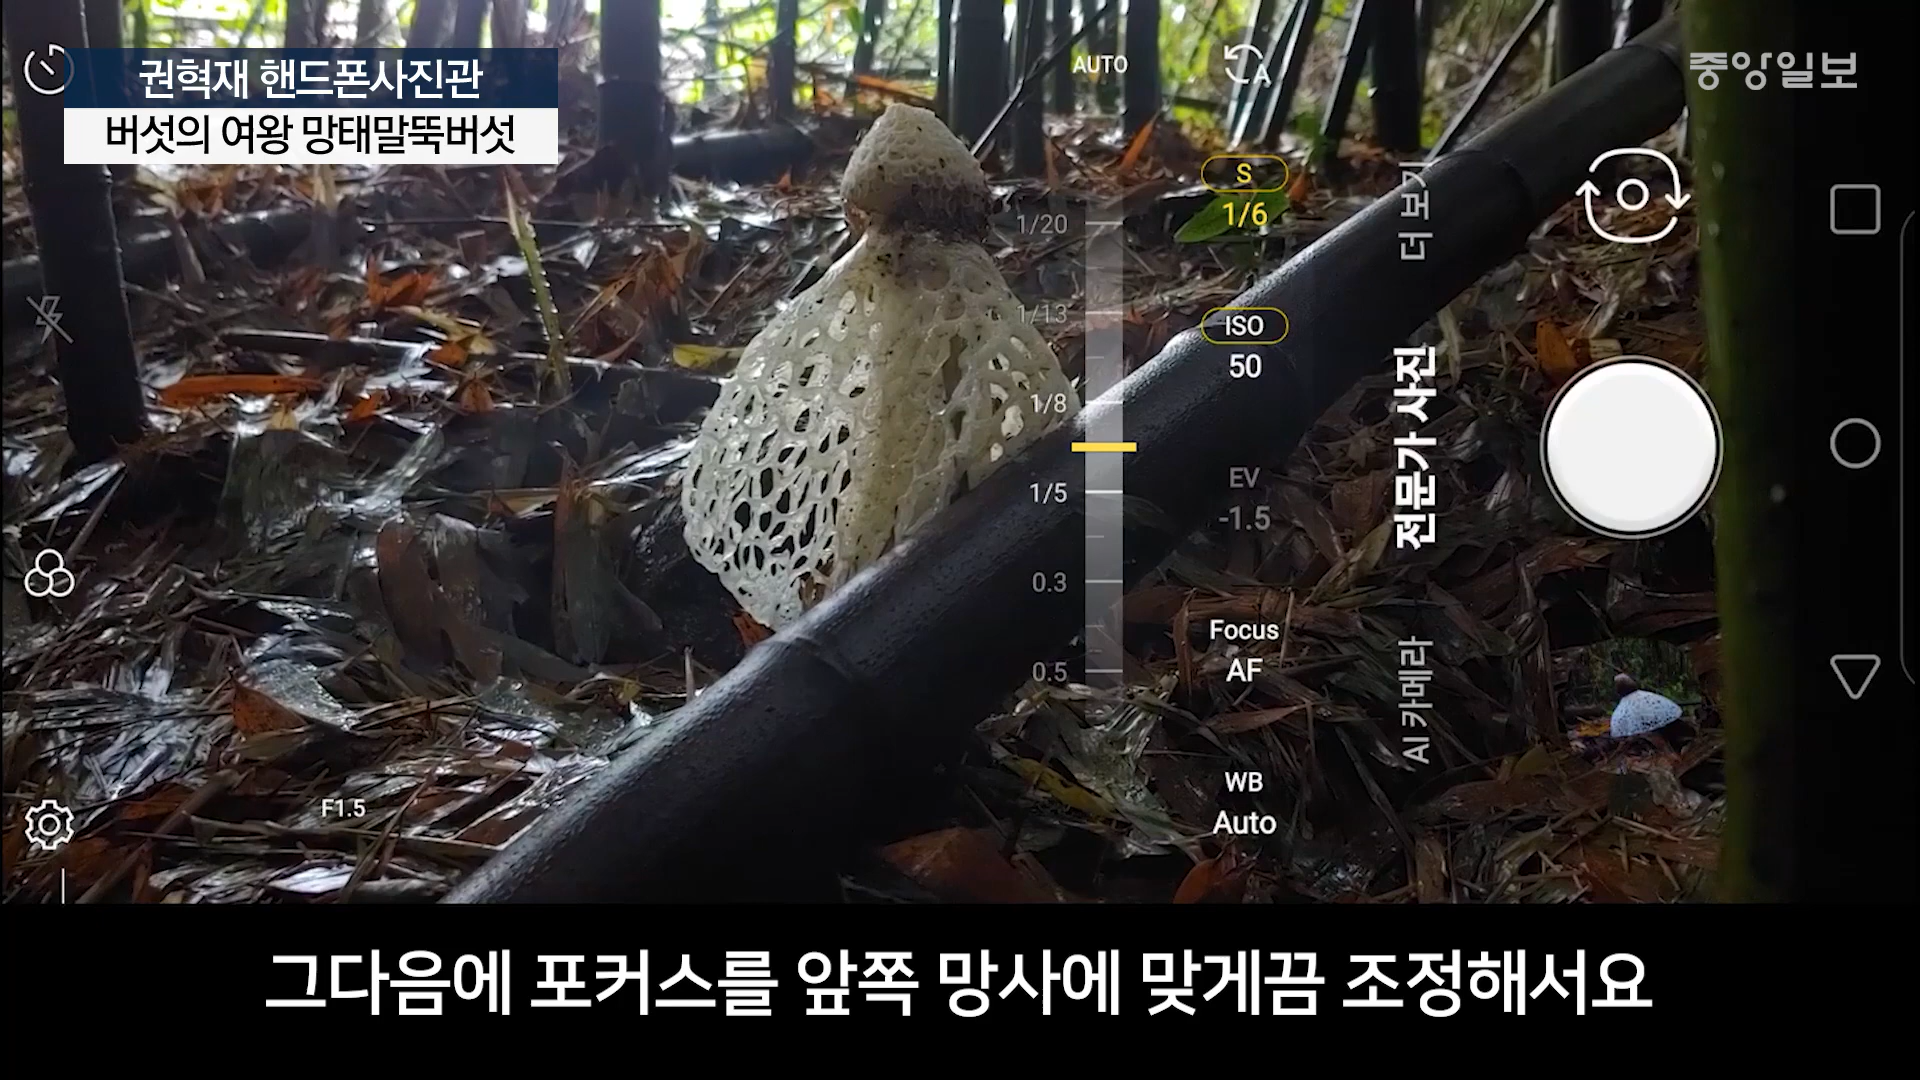 권혁재 핸드폰사진관
버섯의 여왕 망태말뚝버섯
중앙일보
AUTO
A
S
1/6
ISO
50
EV
-1.5
Focus
AF
WB
Auto
1/20
1/13
1/8
1/5
0.3
0.5
더 보기
전문가 사진
AI 카메라
F1.5
그다음에 포커스를 앞쪽 망사에 맞게끔 조정해서요